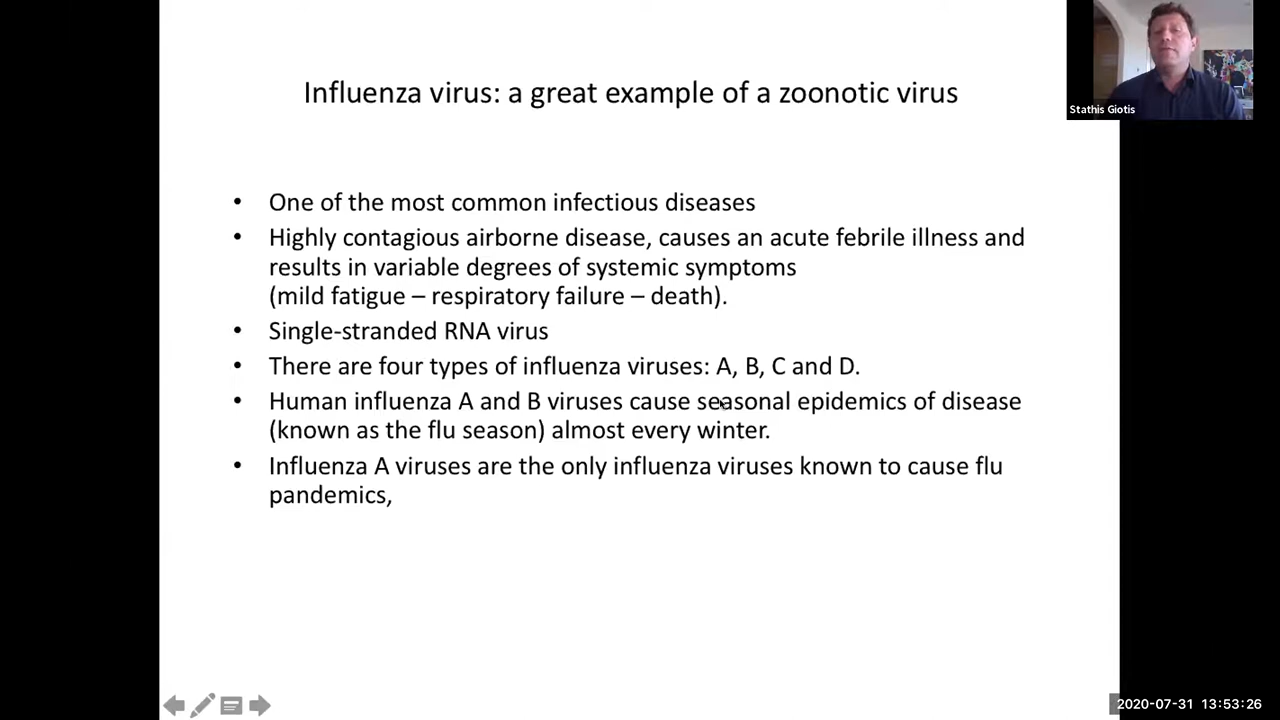 Influenza virus: a great example of a zoonotic virus
Stathis Giotis
• One of the most common infectious diseases
• Highly contagious airborne disease, causes an acute febrile illness and
results in variable degrees of systemic symptoms
(mild fatigue – respiratory failure – death).
• Single-stranded RNA virus
• There are four types of influenza viruses: A, B, C and D.
• Human influenza A and B viruses cause seasonal epidemics of disease
(known as the flu season) almost every winter.
• Influenza A viruses are the only influenza viruses known to cause flu
pandemics,
2020-07-31 13:53:26